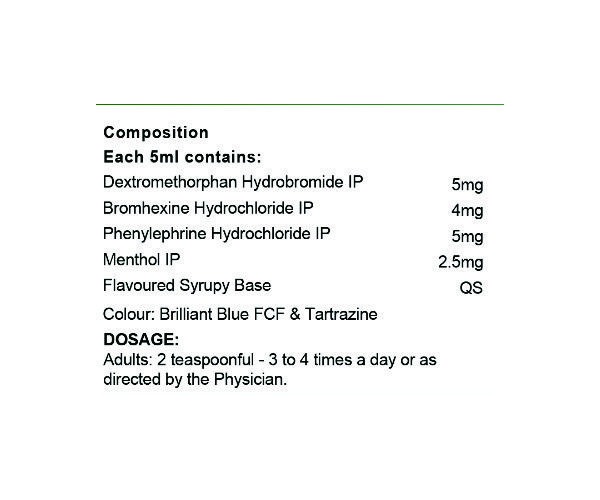 Composition
Each 5ml contains:
Dextromethorphan Hydrobromide IP 5mg
Bromhexine Hydrochloride IP 4mg
Phenylephrine Hydrochloride IP 5mg
Menthol IP 2.5mg
Flavoured Syrupy Base QS
Colour: Brilliant Blue FCF & Tartrazine
DOSAGE:
Adults: 2 teaspoonful - 3 to 4 times a day or as
directed by the Physician.